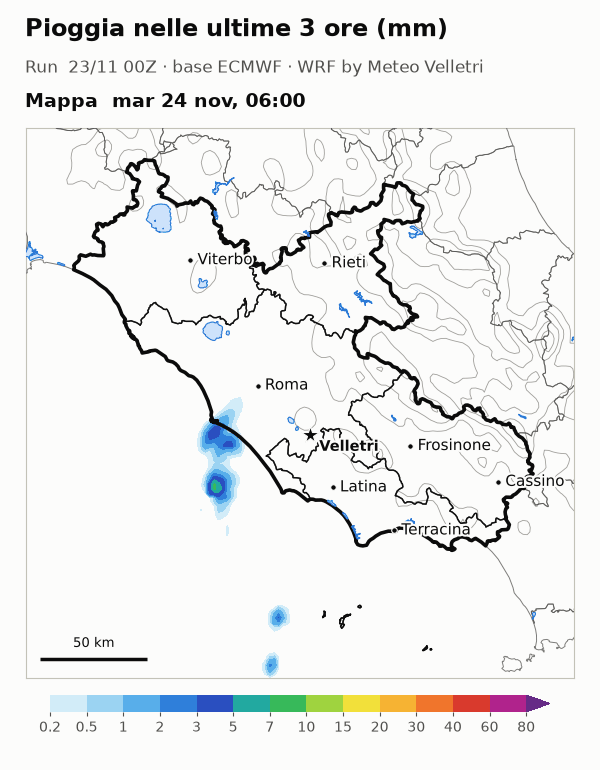 Pioggia nelle ultime 3 ore (mm)
Run 23/11 00Z · base ECMWF · WRF by Meteo Velletri
Mappa mar 24 nov, 06:00
Viterbo
Rieti
Roma
Velletri
Frosinone
Latina
Cassino
Terracina
50 km
0.2 0.5 1 2 3 5 7 10 15 20 30 40 60 80